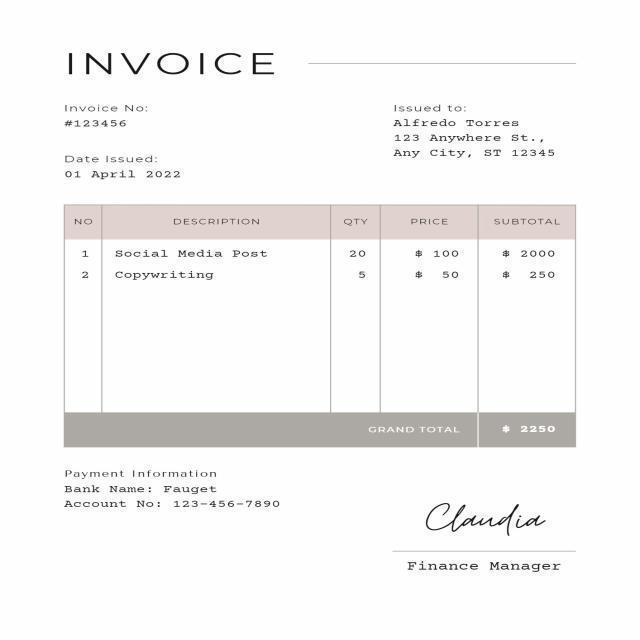 INVOICE
Invoice No:
#123456
Date Issued:
01 April 2022
Issued to:
Alfredo Torres
123 Anywhere St.,
Any City, ST 12345
NO DESCRIPTION QTY PRICE SUBTOTAL
1 Social Media Post 20 $ 100 $ 2000
2 Copywriting 5 $ 50 $ 250
GRAND TOTAL $ 2250
Payment Information
Bank Name: Fauget
Account No: 123-456-7890
Claudia
Finance Manager